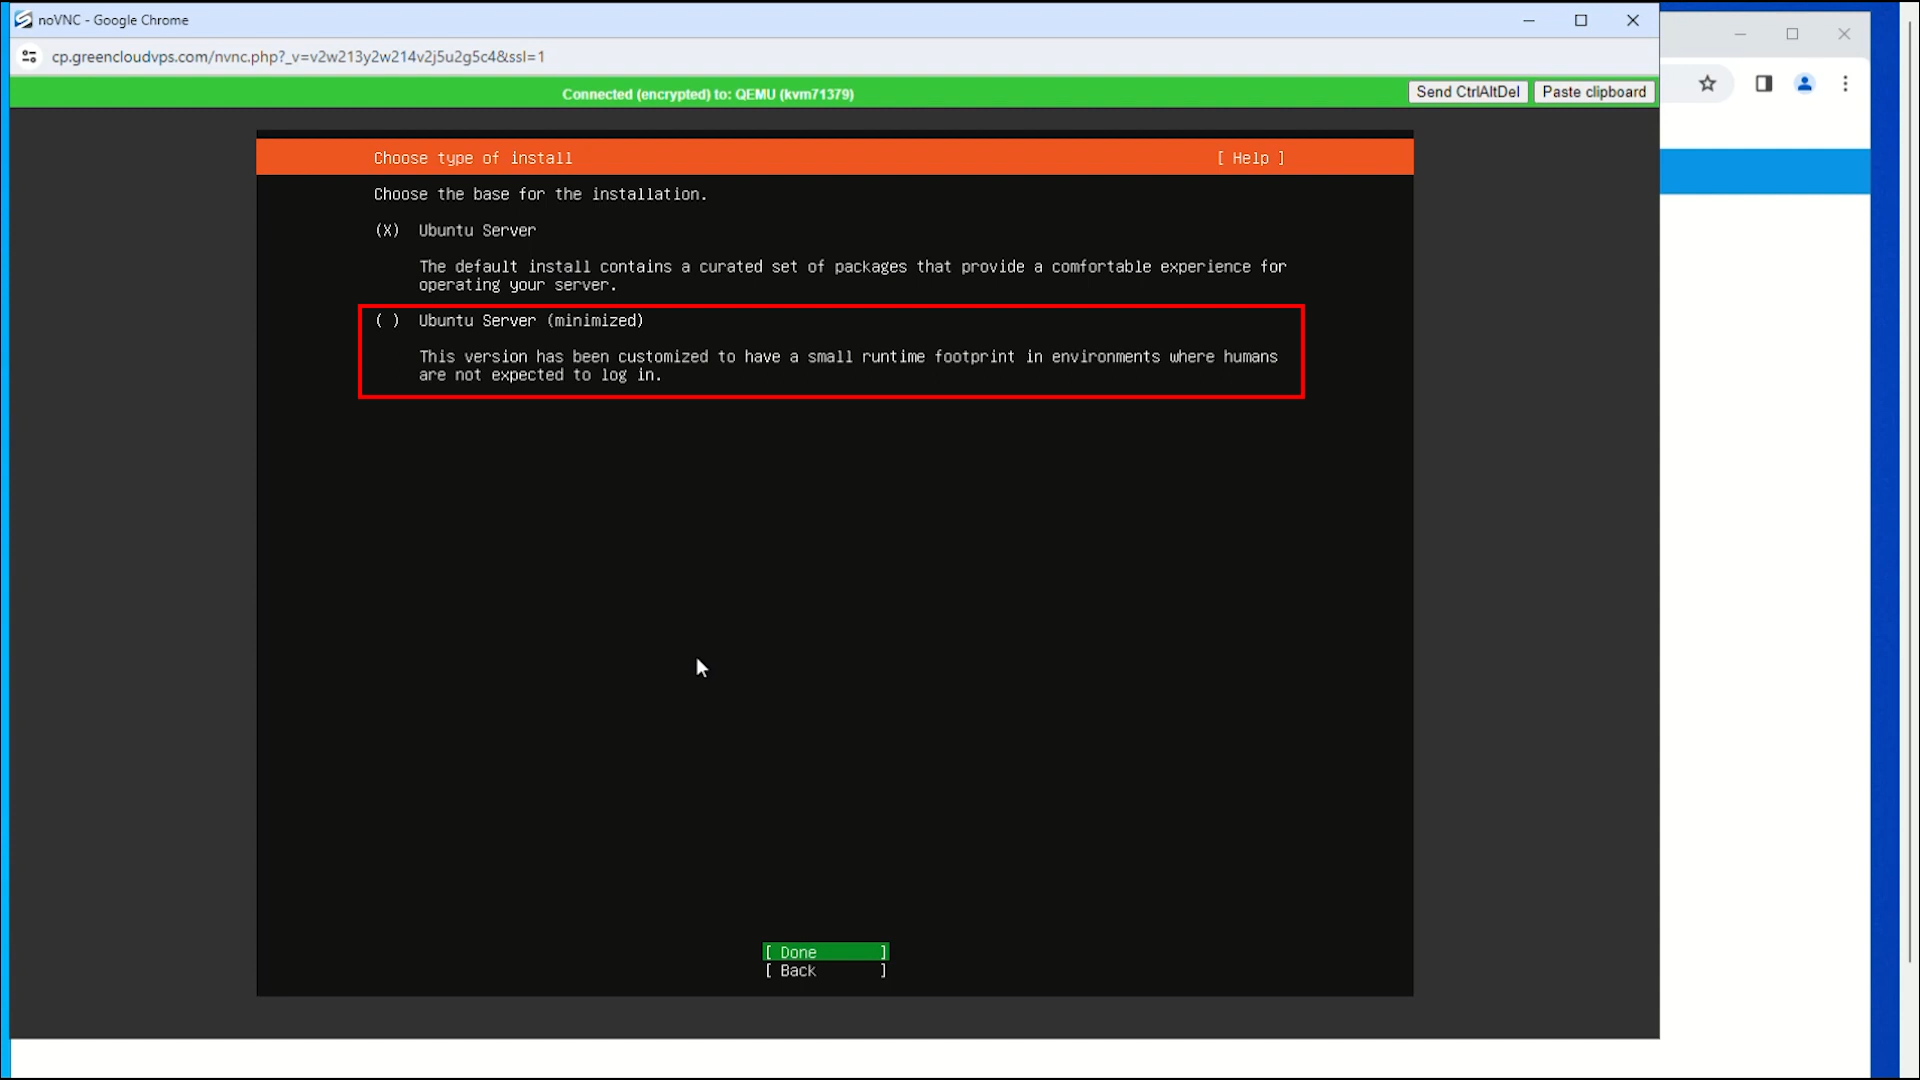 noVNC - Google Chrome
cp.greencloudvps.com/nvnc.php?_v=v2w213y2w214v2j5u2g5c4&ssl=1
Connected (encrypted) to: QEMU (kvm71379)
Send CtrlAltDel
Paste clipboard
Choose type of install [ Help ]
Choose the base for the installation.
(X) Ubuntu Server
The default install contains a curated set of packages that provide a comfortable experience for
operating your server.
( ) Ubuntu Server (minimized)
This version has been customized to have a small runtime footprint in environments where humans
are not expected to log in.
[ Done ]
[ Back ]